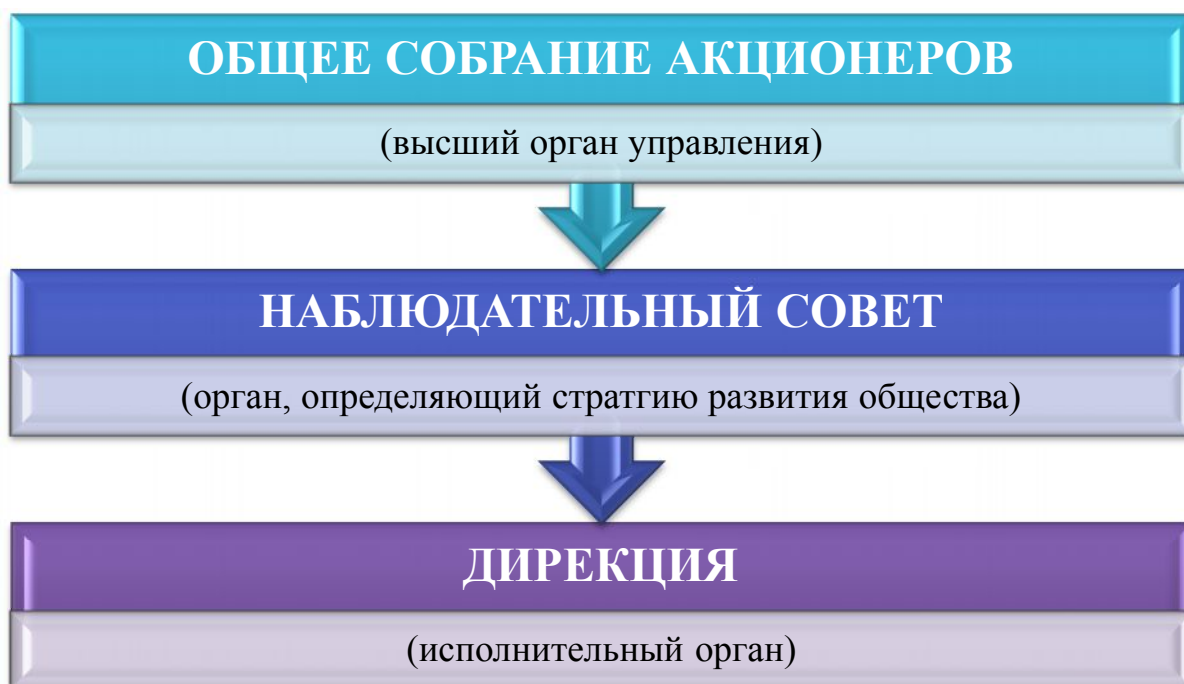 ОБЩЕЕ СОБРАНИЕ АКЦИОНЕРОВ
(высший орган управления)
НАБЛЮДАТЕЛЬНЫЙ СОВЕТ
(орган, определяющий стратгию развития общества)
ДИРЕКЦИЯ
(исполнительный орган)